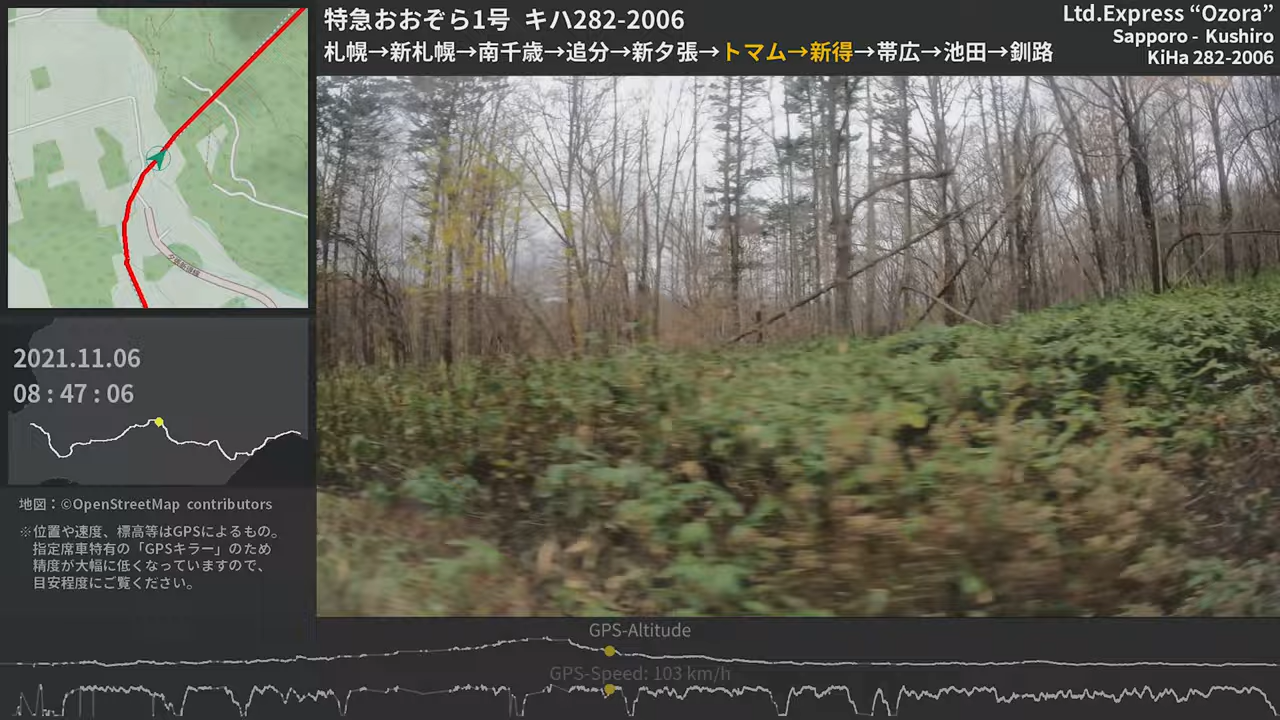 特急おおぞら1号 キハ282-2006
札幌→新札幌→南千歳→追分→新夕張→トマム→新得→帯広→池田→釧路
Ltd.Express “Ozora”
Sapporo - Kushiro
KiHa 282-2006
2021.11.06
08 : 47 : 06
地図：©OpenStreetMap contributors
※位置や速度、標高等はGPSによるもの。
指定席車特有の「GPSキラー」のため
精度が大幅に低くなっていますので、
目安程度にご覧ください。
GPS-Altitude
GPS-Speed: 103 km/h